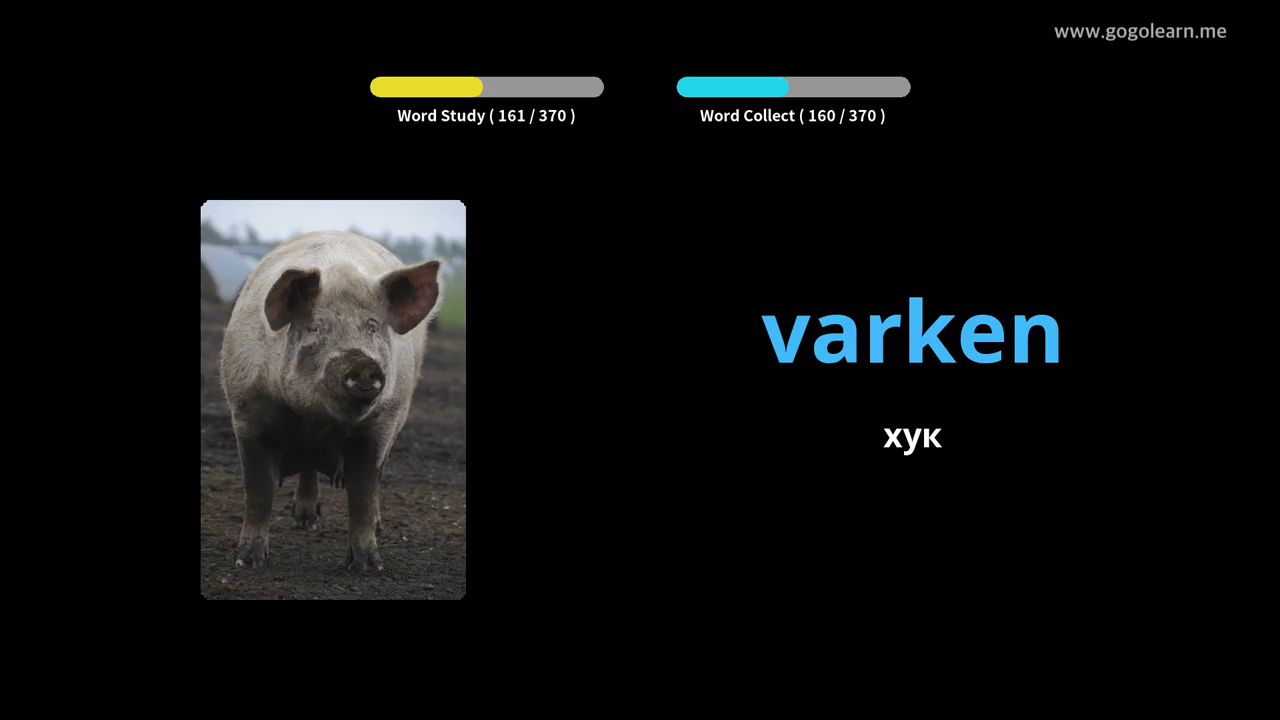 www.gogolearn.me
Word Study ( 161 / 370 )
Word Collect ( 160 / 370 )
varken
хук